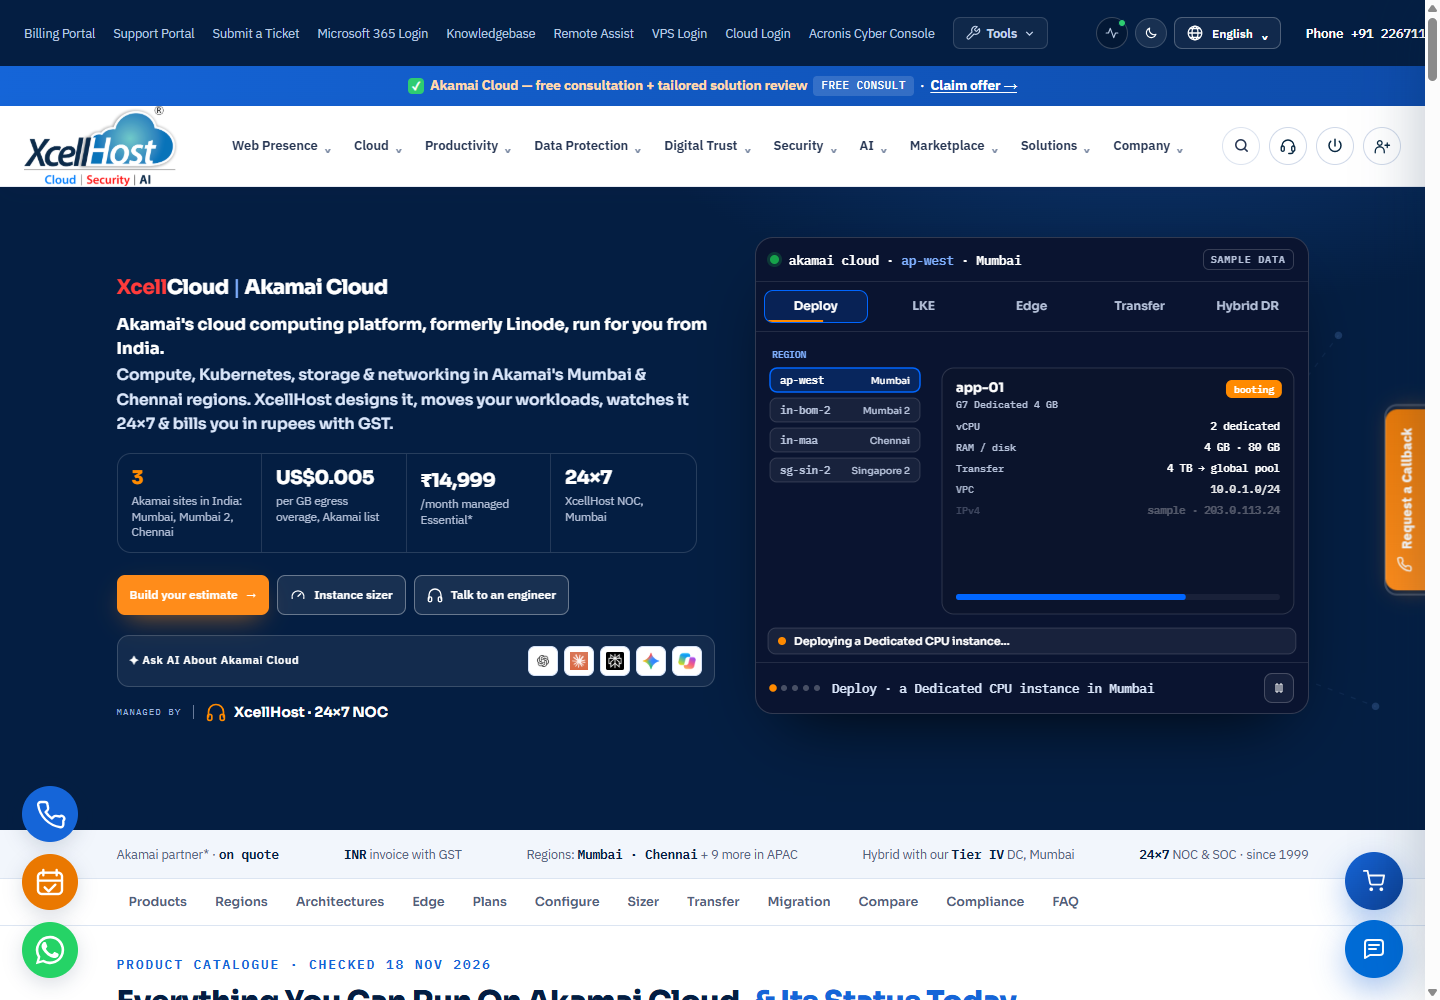 Billing Portal Support Portal Submit a Ticket Microsoft 365 Login Knowledgebase Remote Assist VPS Login Cloud Login Acronis Cyber Console Tools English Phone +91 226711
✅ Akamai Cloud — free consultation + tailored solution review FREE CONSULT · Claim offer →
XcellHost ®
Cloud | Security | AI
Web Presence Cloud Productivity Data Protection Digital Trust Security AI Marketplace Solutions Company
XcellCloud | Akamai Cloud
Akamai's cloud computing platform, formerly Linode, run for you from
India.
Compute, Kubernetes, storage & networking in Akamai's Mumbai &
Chennai regions. XcellHost designs it, moves your workloads, watches it
24×7 & bills you in rupees with GST.
3
Akamai sites in India:
Mumbai, Mumbai 2,
Chennai
US$0.005
per GB egress
overage, Akamai list
₹14,999
/month managed
Essential*
24×7
XcellHost NOC,
Mumbai
Build your estimate →
Instance sizer
Talk to an engineer
✦ Ask AI About Akamai Cloud
MANAGED BY | XcellHost · 24×7 NOC
akamai cloud · ap-west · Mumbai
SAMPLE DATA
Deploy LKE Edge Transfer Hybrid DR
REGION
ap-west Mumbai
in-bom-2 Mumbai 2
in-maa Chennai
sg-sin-2 Singapore 2
app-01
booting
G7 Dedicated 4 GB
vCPU 2 dedicated
RAM / disk 4 GB · 80 GB
Transfer 4 TB → global pool
VPC 10.0.1.0/24
IPv4 sample · 203.0.113.24
Deploying a Dedicated CPU instance...
Deploy · a Dedicated CPU instance in Mumbai
Request a Callback
Akamai partner* · on quote
INR invoice with GST
Regions: Mumbai · Chennai + 9 more in APAC
Hybrid with our Tier IV DC, Mumbai
24×7 NOC & SOC · since 1999
Products Regions Architectures Edge Plans Configure Sizer Transfer Migration Compare Compliance FAQ
PRODUCT CATALOGUE · CHECKED 18 NOV 2026
Everything You Can Run On Akamai Cloud, & Its Status Today